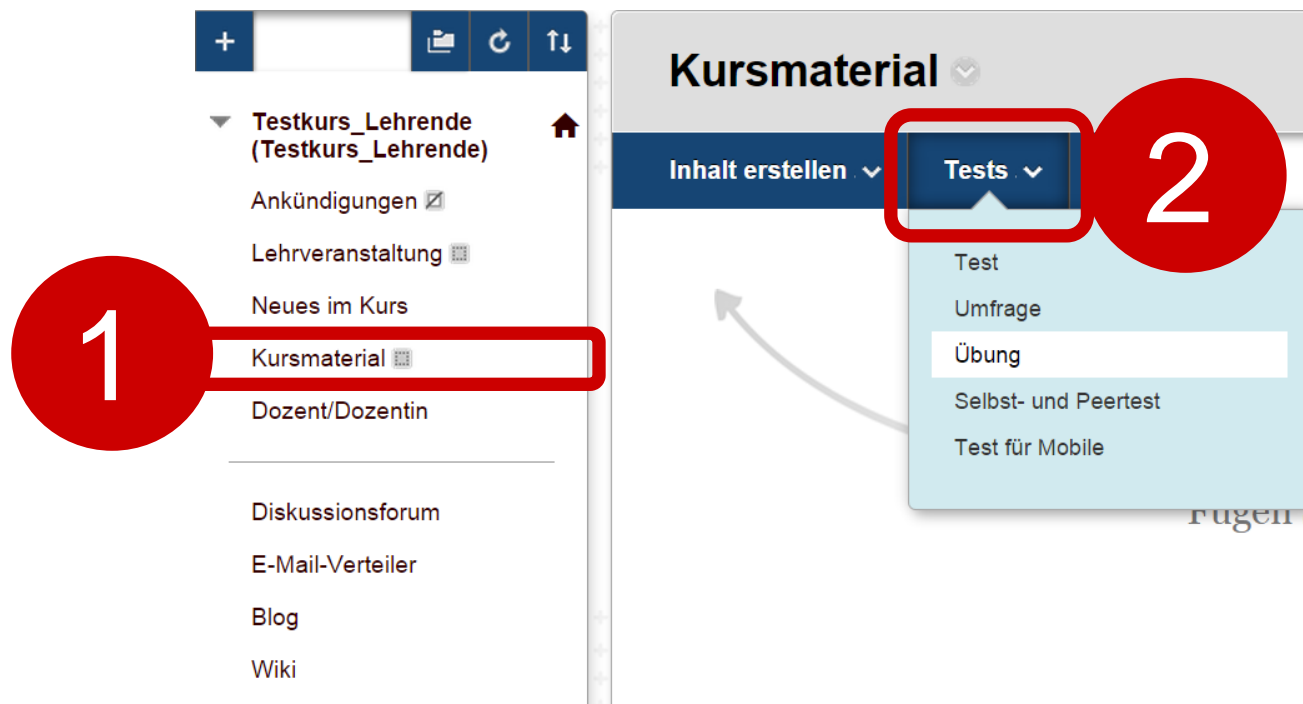 Testkurs_Lehrende
(Testkurs_Lehrende)
Ankündigungen
Lehrveranstaltung
Neues im Kurs
1
Kursmaterial
Dozent/Dozentin
Diskussionsforum
E-Mail-Verteiler
Blog
Wiki
Kursmaterial
Inhalt erstellen
Tests
2
Test
Umfrage
Übung
Selbst- und Peertest
Test für Mobile
Fügen